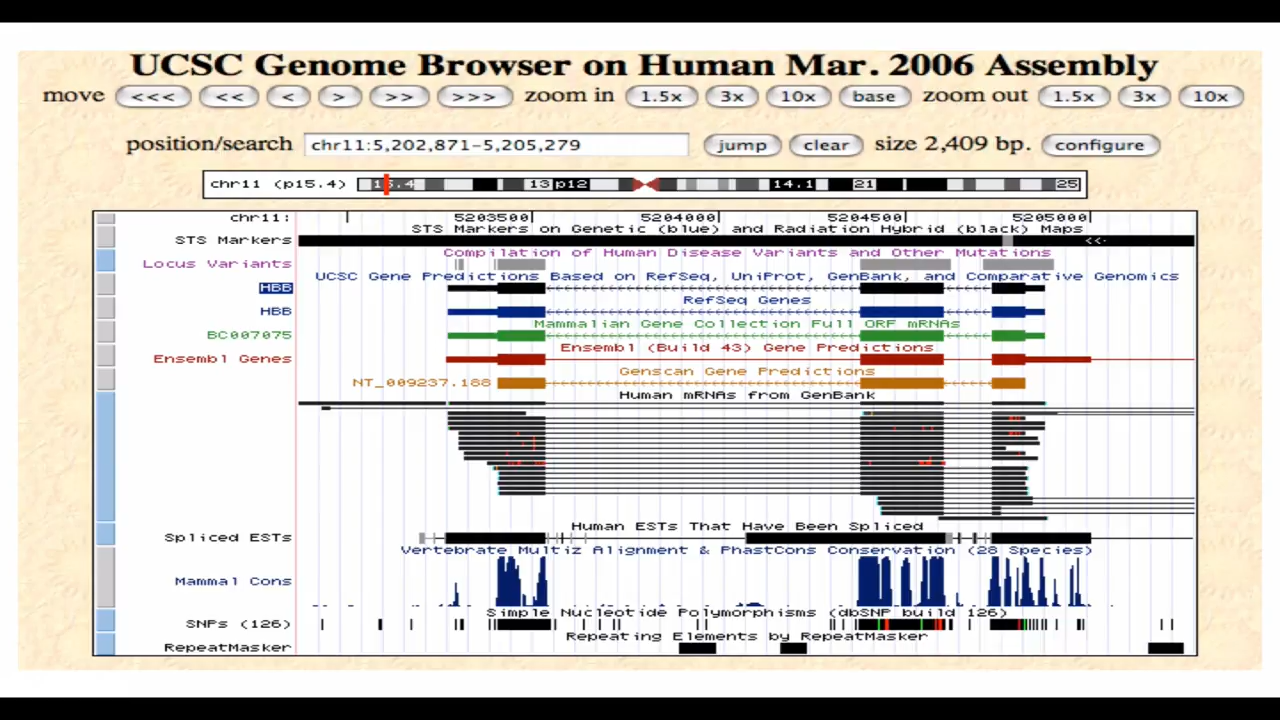 UCSC Genome Browser on Human Mar. 2006 Assembly
move <<< << < > >> >>> zoom in 1.5x 3x 10x base zoom out 1.5x 3x 10x
position/search chr11:5,202,871-5,205,279 jump clear size 2,409 bp. configure
chr11 (p15.4) 15.4 13 p12 14.1 21 25
chr11: 5203500 5204000 5204500 5205000
STS Markers on Genetic (blue) and Radiation Hybrid (black) Maps
STS Markers
Compilation of Human Disease Variants and Other Mutations
Locus Variants
UCSC Gene Predictions Based on RefSeq, UniProt, GenBank, and Comparative Genomics
HBB
RefSeq Genes
HBB
Mammalian Gene Collection Full ORF mRNAs
BC007075
Ensembl (Build 43) Gene Predictions
Ensembl Genes
Genscan Gene Predictions
NT_009237.188
Human mRNAs from GenBank
Human ESTs That Have Been Spliced
Spliced ESTs
Vertebrate Multiz Alignment & PhastCons Conservation (28 Species)
Mammal Cons
Simple Nucleotide Polymorphisms (dbSNP build 126)
SNPs (126)
Repeating Elements by RepeatMasker
RepeatMasker